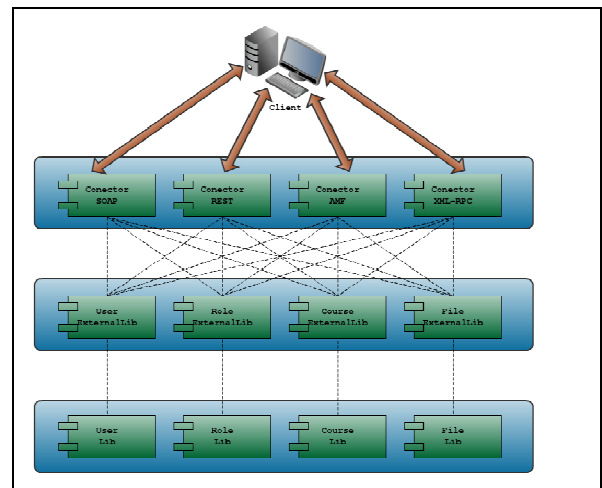 Client
Conector
SOAP
Conector
REST
Conector
AMF
Conector
XML-RPC
User
ExternalLib
Role
ExternalLib
Course
ExternalLib
File
ExternalLib
User
Lib
Role
Lib
Course
Lib
File
Lib